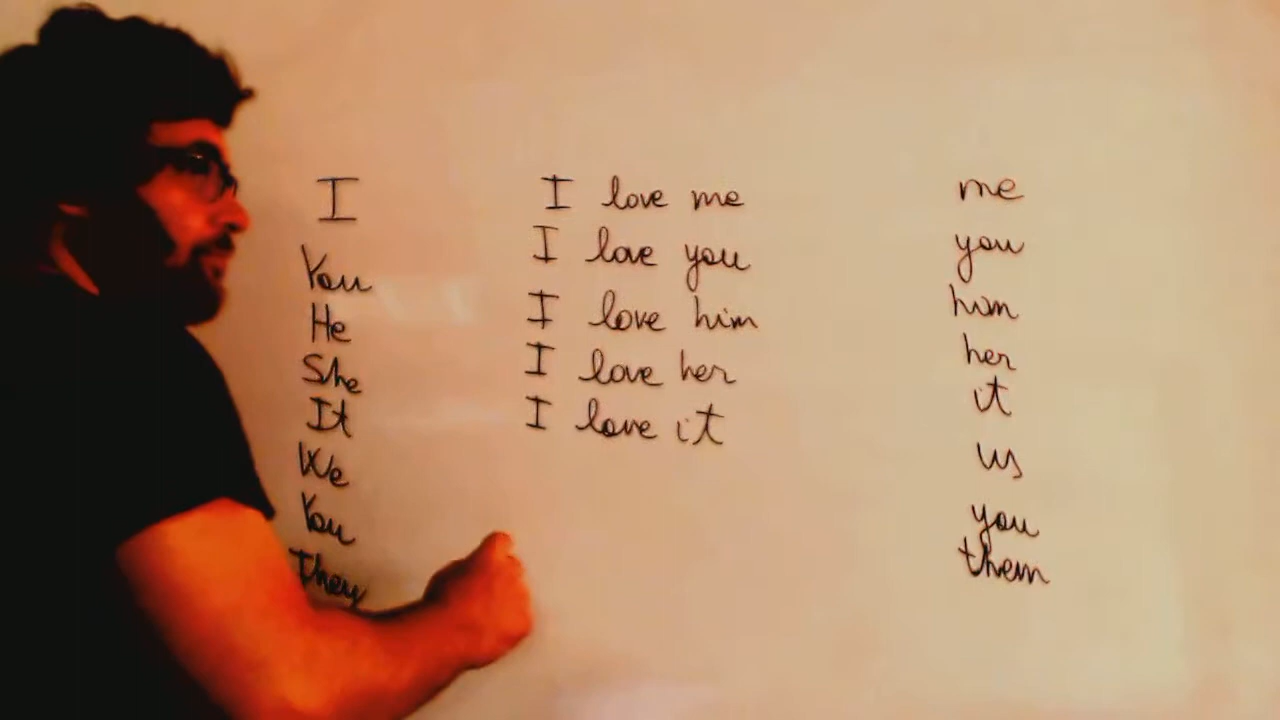 I
You
He
She
It
We
You
They
I love me
I love you
I love him
I love her
I love it
me
you
him
her
it
us
you
them